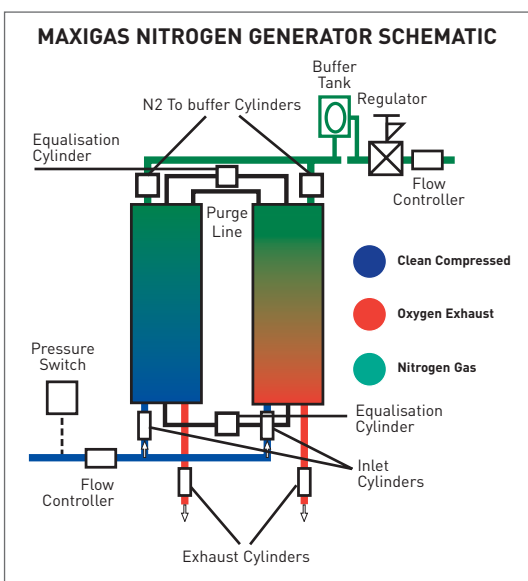 MAXIGAS NITROGEN GENERATOR SCHEMATIC
Buffer
Tank
Regulator
N2 To buffer Cylinders
Equalisation
Cylinder
Flow
Controller
Purge
Line
Clean Compressed
Oxygen Exhaust
Nitrogen Gas
Pressure
Switch
Equalisation
Cylinder
Inlet
Cylinders
Flow
Controller
Exhaust Cylinders